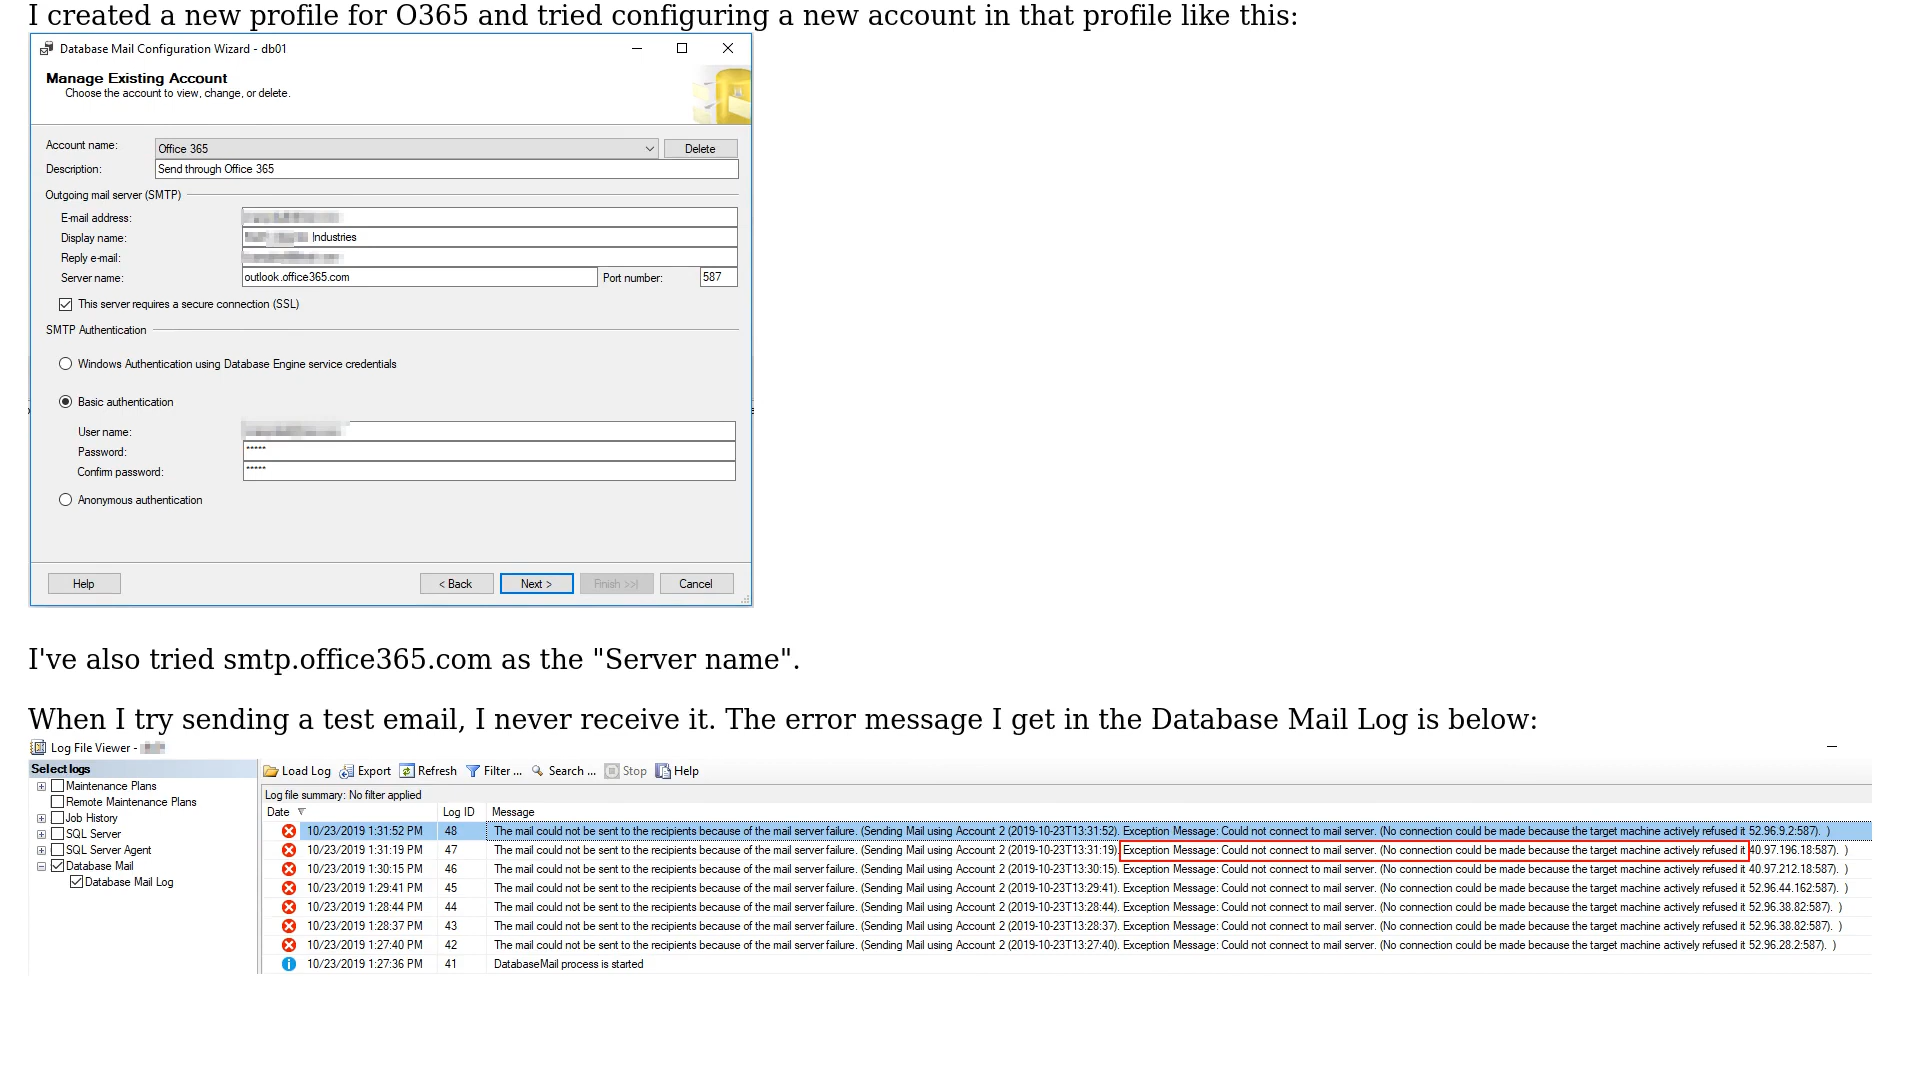 I created a new profile for O365 and tried configuring a new account in that profile like this:
Database Mail Configuration Wizard - db01
Manage Existing Account
Choose the account to view, change, or delete.
Account name: Office 365 Delete
Description: Send through Office 365
Outgoing mail server (SMTP)
E-mail address:
Display name: Industries
Reply e-mail:
Server name: outlook.office365.com Port number: 587
This server requires a secure connection (SSL)
SMTP Authentication
Windows Authentication using Database Engine service credentials
Basic authentication
User name:
Password: *****
Confirm password: *****
Anonymous authentication
Help < Back Next > Finish >>| Cancel
I've also tried smtp.office365.com as the "Server name".
When I try sending a test email, I never receive it. The error message I get in the Database Mail Log is below:
Log File Viewer -
Select logs
Maintenance Plans
Remote Maintenance Plans
Job History
SQL Server
SQL Server Agent
Database Mail
Database Mail Log
Load Log Export Refresh Filter ... Search ... Stop Help
Log file summary: No filter applied
Date Log ID Message
10/23/2019 1:31:52 PM 48 The mail could not be sent to the recipients because of the mail server failure. (Sending Mail using Account 2 (2019-10-23T13:31:52). Exception Message: Could not connect to mail server. (No connection could be made because the target machine actively refused it 52.96.9.2:587). )
10/23/2019 1:31:19 PM 47 The mail could not be sent to the recipients because of the mail server failure. (Sending Mail using Account 2 (2019-10-23T13:31:19). Exception Message: Could not connect to mail server. (No connection could be made because the target machine actively refused it 40.97.196.18:587). )
10/23/2019 1:30:15 PM 46 The mail could not be sent to the recipients because of the mail server failure. (Sending Mail using Account 2 (2019-10-23T13:30:15). Exception Message: Could not connect to mail server. (No connection could be made because the target machine actively refused it 40.97.212.18:587). )
10/23/2019 1:29:41 PM 45 The mail could not be sent to the recipients because of the mail server failure. (Sending Mail using Account 2 (2019-10-23T13:29:41). Exception Message: Could not connect to mail server. (No connection could be made because the target machine actively refused it 52.96.44.162:587). )
10/23/2019 1:28:44 PM 44 The mail could not be sent to the recipients because of the mail server failure. (Sending Mail using Account 2 (2019-10-23T13:28:44). Exception Message: Could not connect to mail server. (No connection could be made because the target machine actively refused it 52.96.38.82:587). )
10/23/2019 1:28:37 PM 43 The mail could not be sent to the recipients because of the mail server failure. (Sending Mail using Account 2 (2019-10-23T13:28:37). Exception Message: Could not connect to mail server. (No connection could be made because the target machine actively refused it 52.96.38.82:587). )
10/23/2019 1:27:40 PM 42 The mail could not be sent to the recipients because of the mail server failure. (Sending Mail using Account 2 (2019-10-23T13:27:40). Exception Message: Could not connect to mail server. (No connection could be made because the target machine actively refused it 52.96.28.2:587). )
10/23/2019 1:27:36 PM 41 DatabaseMail process is started